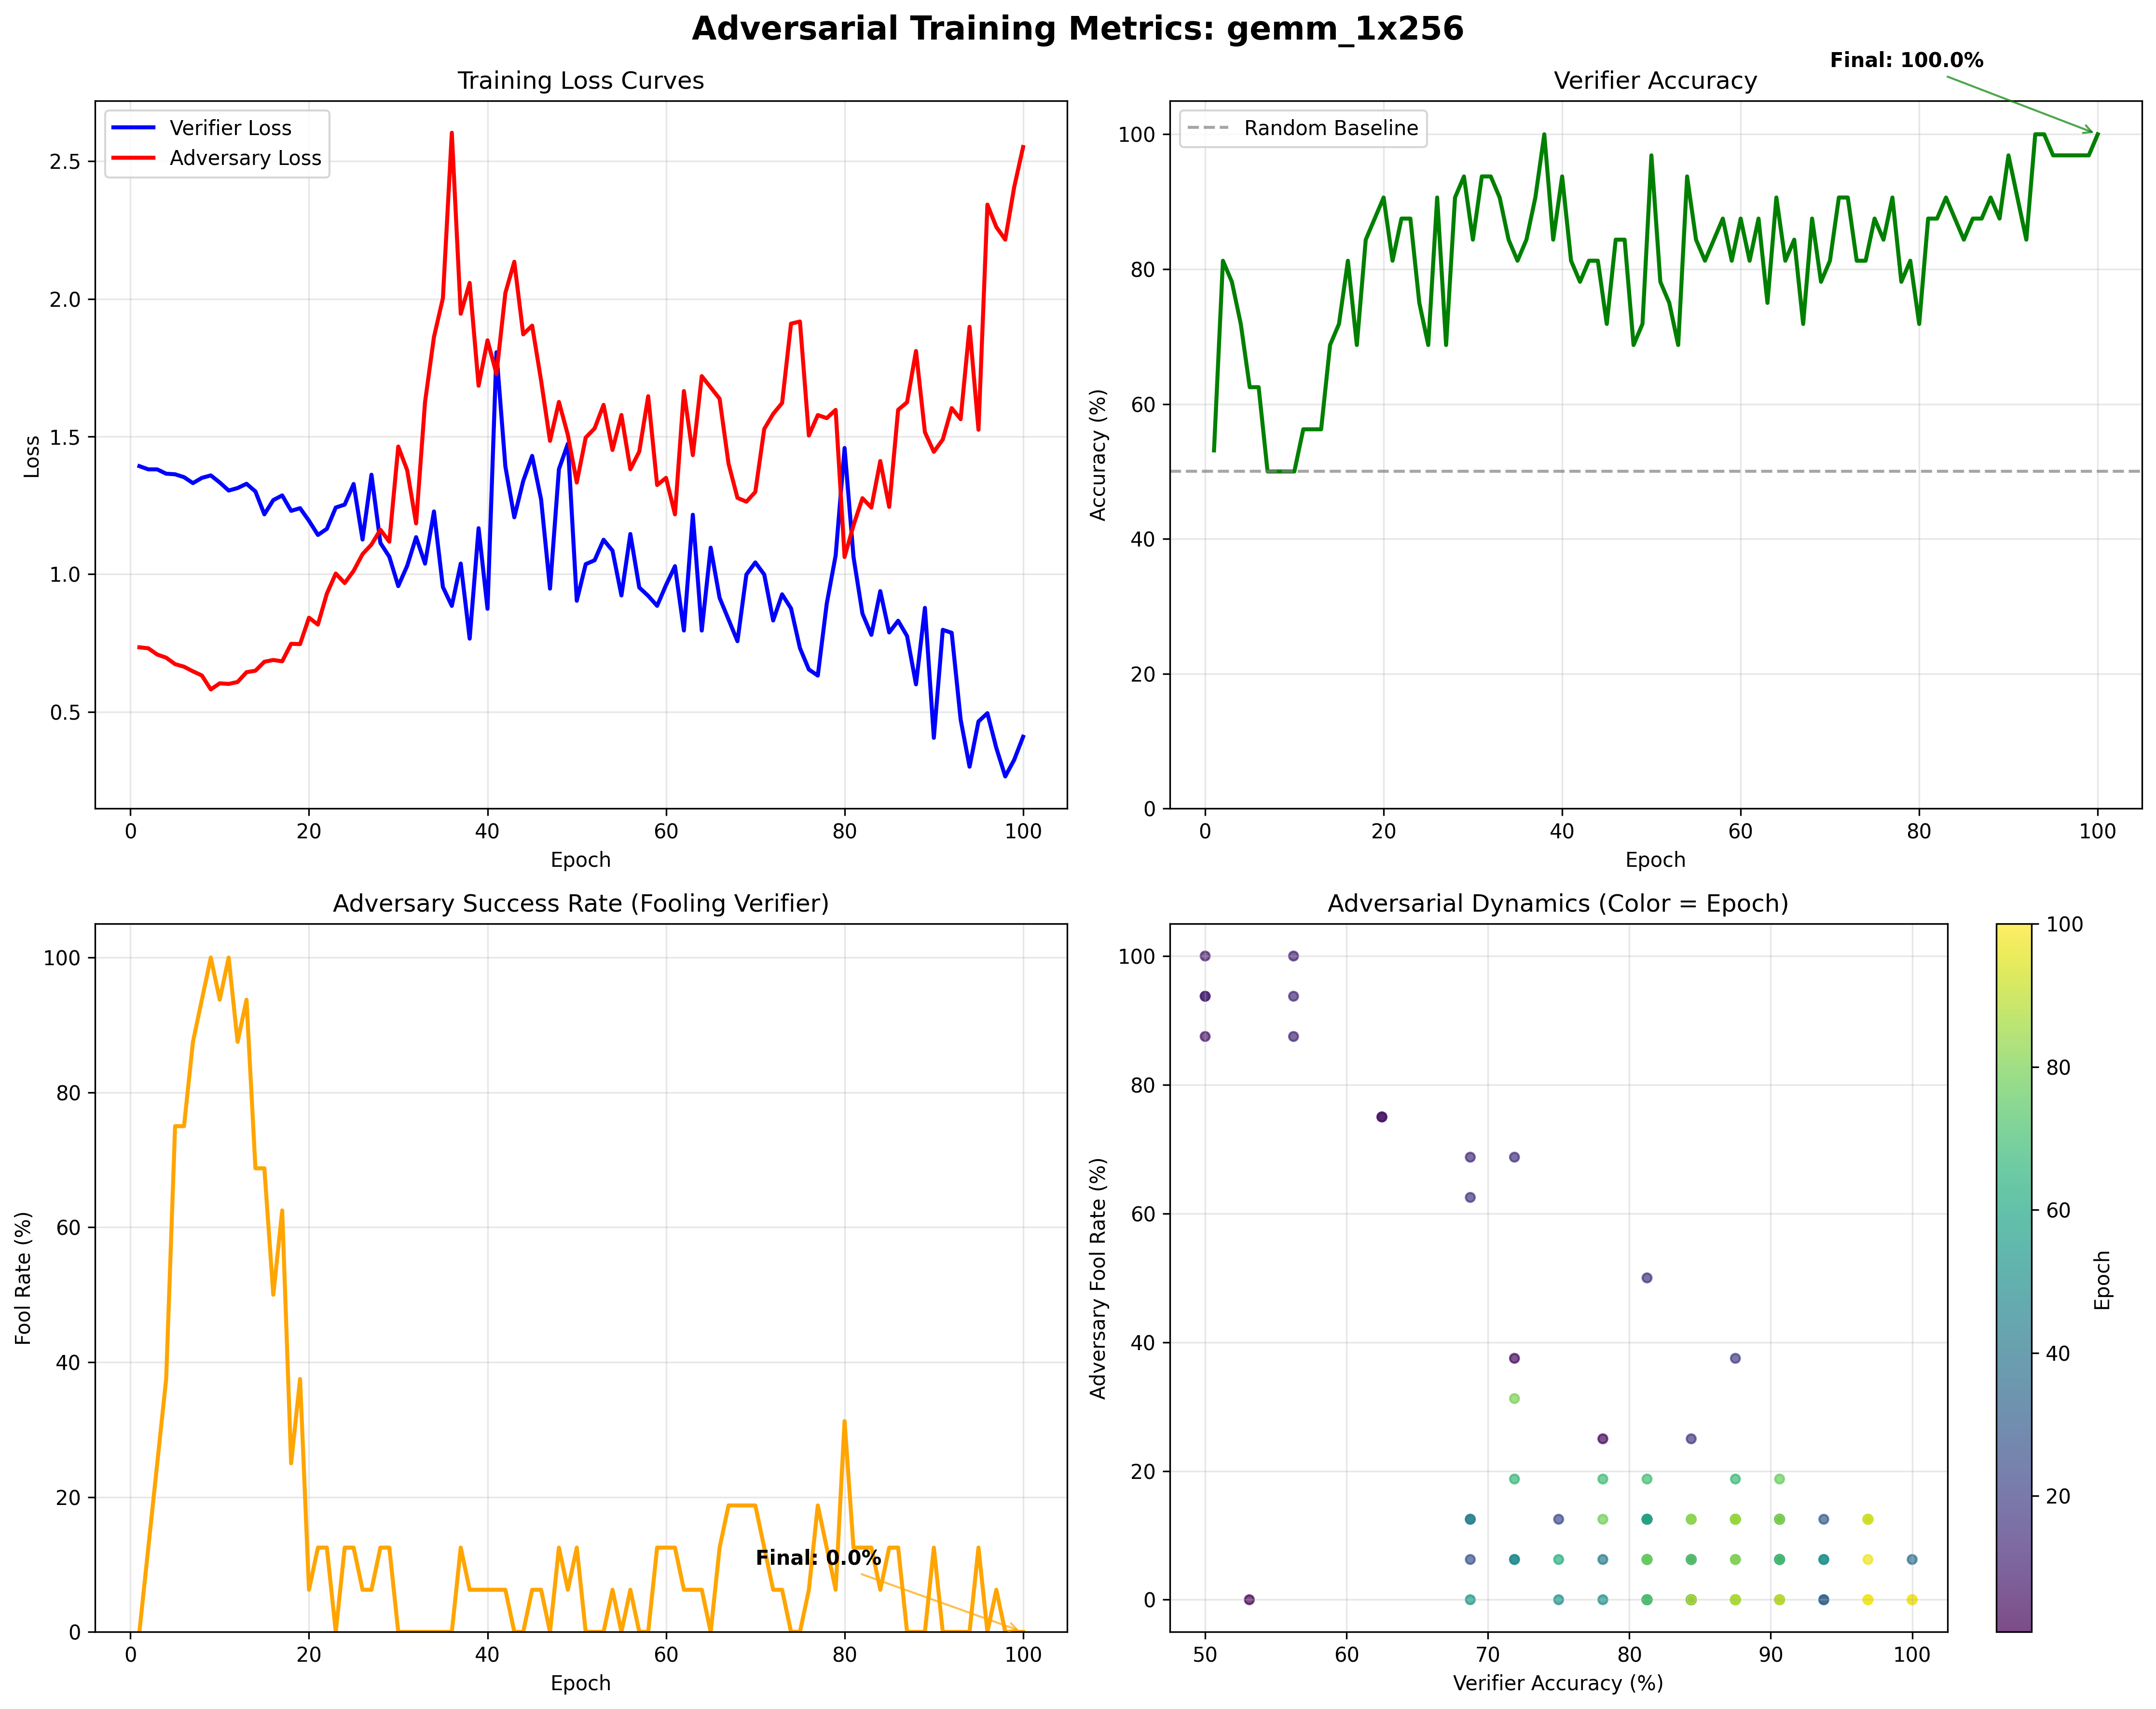 Adversarial Training Metrics: gemm_1x256
Training Loss Curves
Verifier Loss
Adversary Loss
2.5
2.0
1.5
1.0
0.5
Loss
0 20 40 60 80 100
Epoch
Verifier Accuracy
Final: 100.0%
Random Baseline
100
80
60
40
20
0
Accuracy (%)
0 20 40 60 80 100
Epoch
Adversary Success Rate (Fooling Verifier)
100
80
60
40
20
0
Fool Rate (%)
Final: 0.0%
0 20 40 60 80 100
Epoch
Adversarial Dynamics (Color = Epoch)
100
80
60
40
20
0
Adversary Fool Rate (%)
50 60 70 80 90 100
Verifier Accuracy (%)
100
80
60
40
20
Epoch